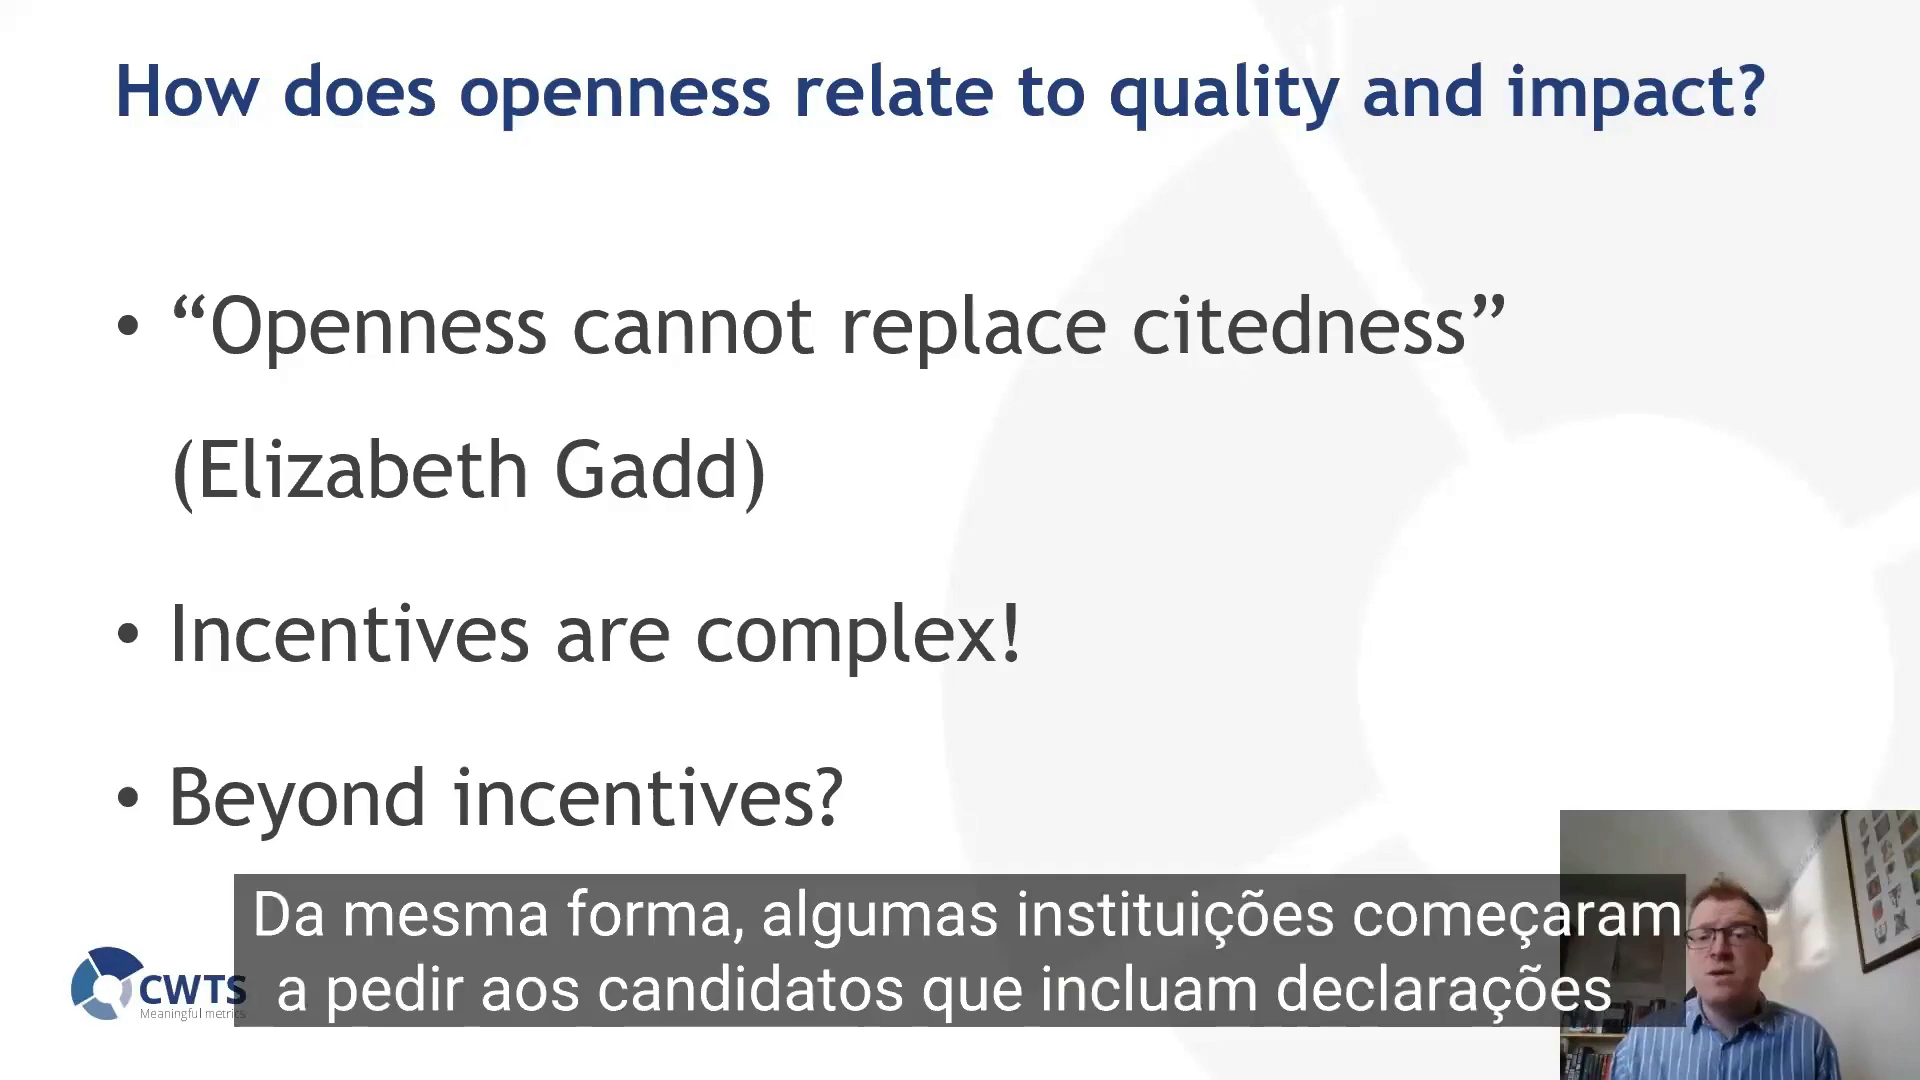 How does openness relate to quality and impact?
• “Openness cannot replace citedness”
(Elizabeth Gadd)
• Incentives are complex!
• Beyond incentives?
Da mesma forma, algumas instituições começaram
a pedir aos candidatos que incluam declarações
CWTS
Meaningful metrics